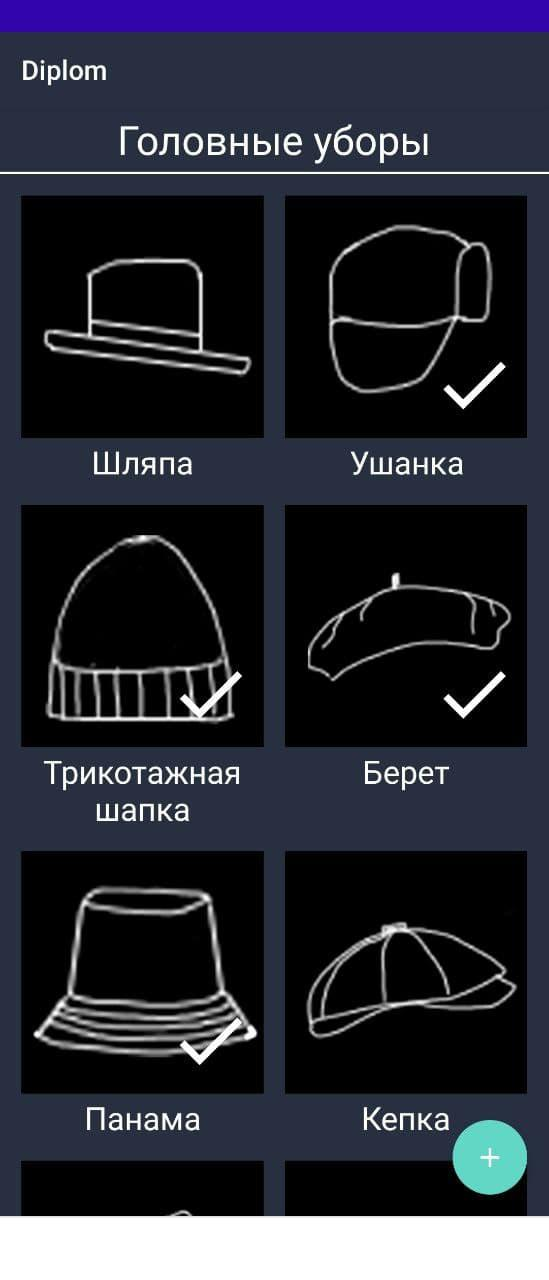 Diplom
Головные уборы
Шляпа
Ушанка
Трикотажная
шапка
Берет
Панама
Кепка
+